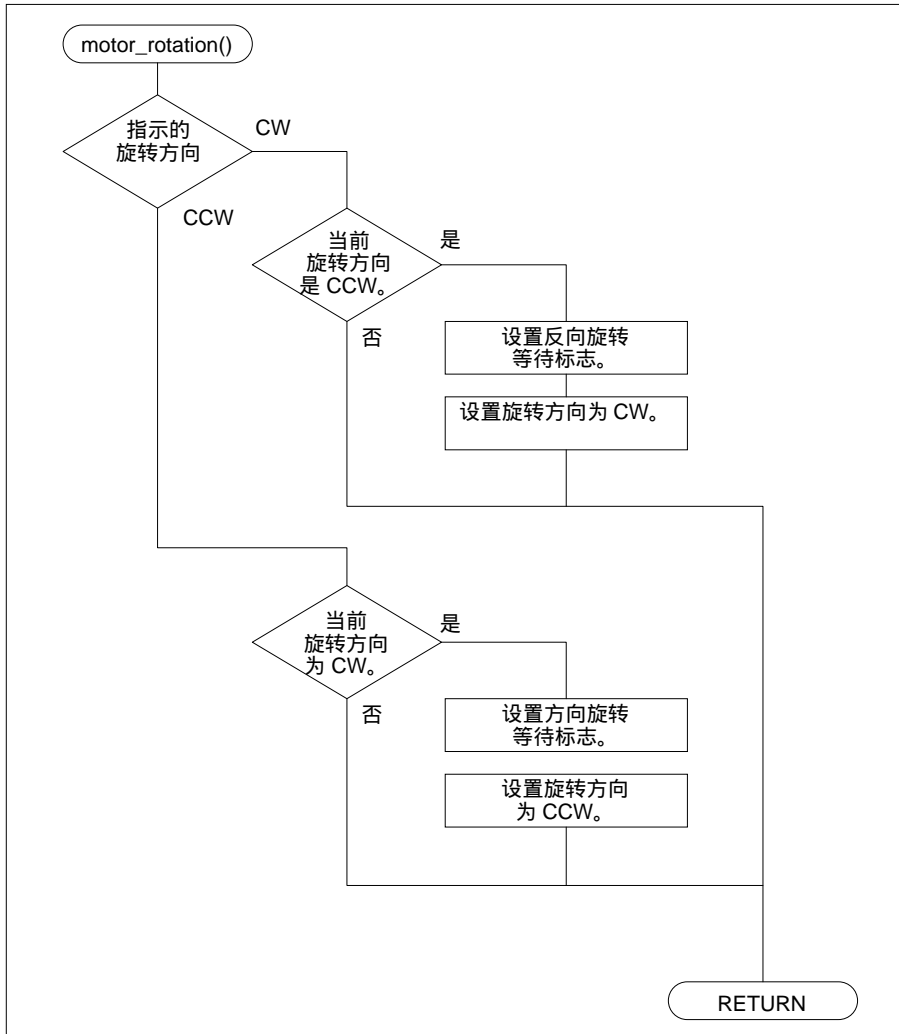 motor_rotation()
指示的
旋转方向
CW
CCW
当前
旋转方向
是 CCW。
是
否
设置反向旋转
等待标志。
设置旋转方向为 CW。
当前
旋转方向
为 CW。
是
否
设置方向旋转
等待标志。
设置旋转方向
为 CCW。
RETURN